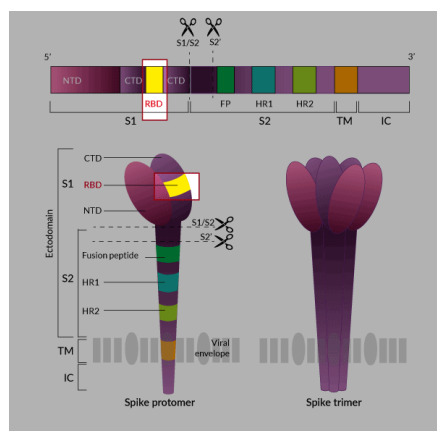 S1/S2 S2'
5' 3'
NTD CTD CTD
RBD FP HR1 HR2
S1 S2 TM IC
CTD
S1 RBD
NTD
Ectodomain
S1/S2
S2'
Fusion peptide
S2 HR1
HR2
TM Viral
envelope
IC
Spike protomer Spike trimer